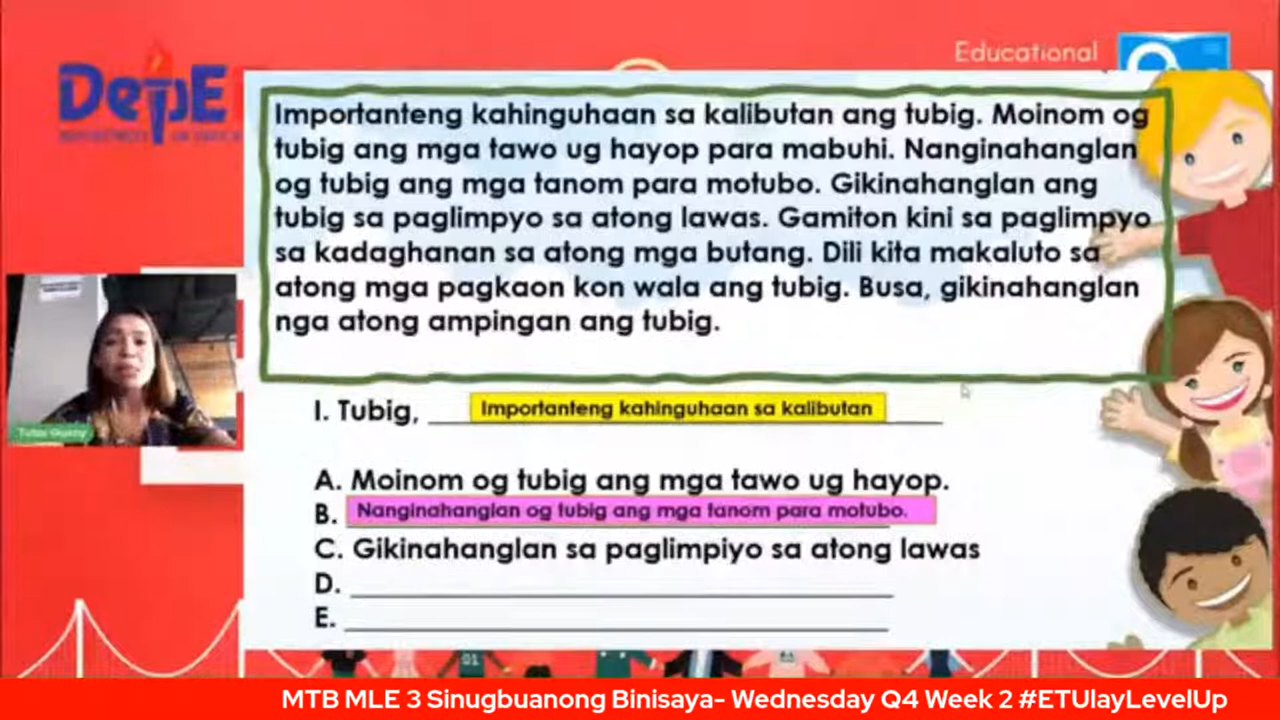 Educational
DepE
Importanteng kahinguhaan sa kalibutan ang tubig. Moinom og
tubig ang mga tawo ug hayop para mabuhi. Nanginahanglan
og tubig ang mga tanom para motubo. Gikinahanglan ang
tubig sa paglimpyo sa atong lawas. Gamiton kini sa paglimpyo
sa kadaghanan sa atong mga butang. Dili kita makaluto sa
atong mga pagkaon kon wala ang tubig. Busa, gikinahanglan
nga atong ampingan ang tubig.
I. Tubig, Importanteng kahinguhaan sa kalibutan
A. Moinom og tubig ang mga tawo ug hayop.
B. Nanginahanglan og tubig ang mga tanom para motubo.
C. Gikinahanglan sa paglimpiyo sa atong lawas
D.
E.
01
MTB MLE 3 Sinugbuanong Binisaya- Wednesday Q4 Week 2 #ETUlayLevelUp